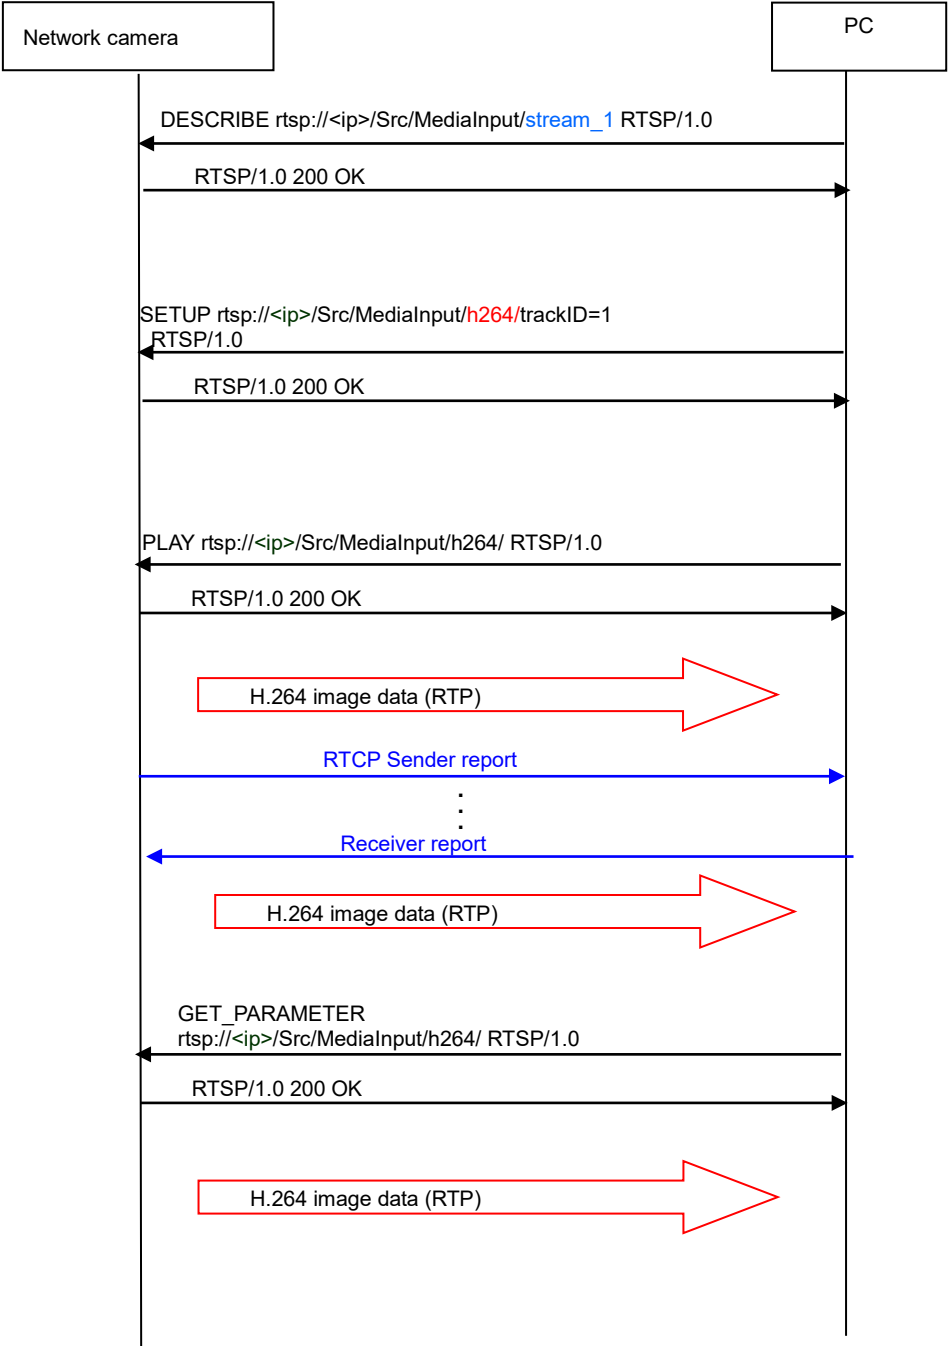 Network camera
PC
DESCRIBE rtsp://<ip>/Src/MediaInput/stream_1 RTSP/1.0
RTSP/1.0 200 OK
SETUP rtsp://<ip>/Src/MediaInput/h264/trackID=1
RTSP/1.0
RTSP/1.0 200 OK
PLAY rtsp://<ip>/Src/MediaInput/h264/ RTSP/1.0
RTSP/1.0 200 OK
H.264 image data (RTP)
RTCP Sender report
Receiver report
H.264 image data (RTP)
GET_PARAMETER
rtsp://<ip>/Src/MediaInput/h264/ RTSP/1.0
RTSP/1.0 200 OK
H.264 image data (RTP)